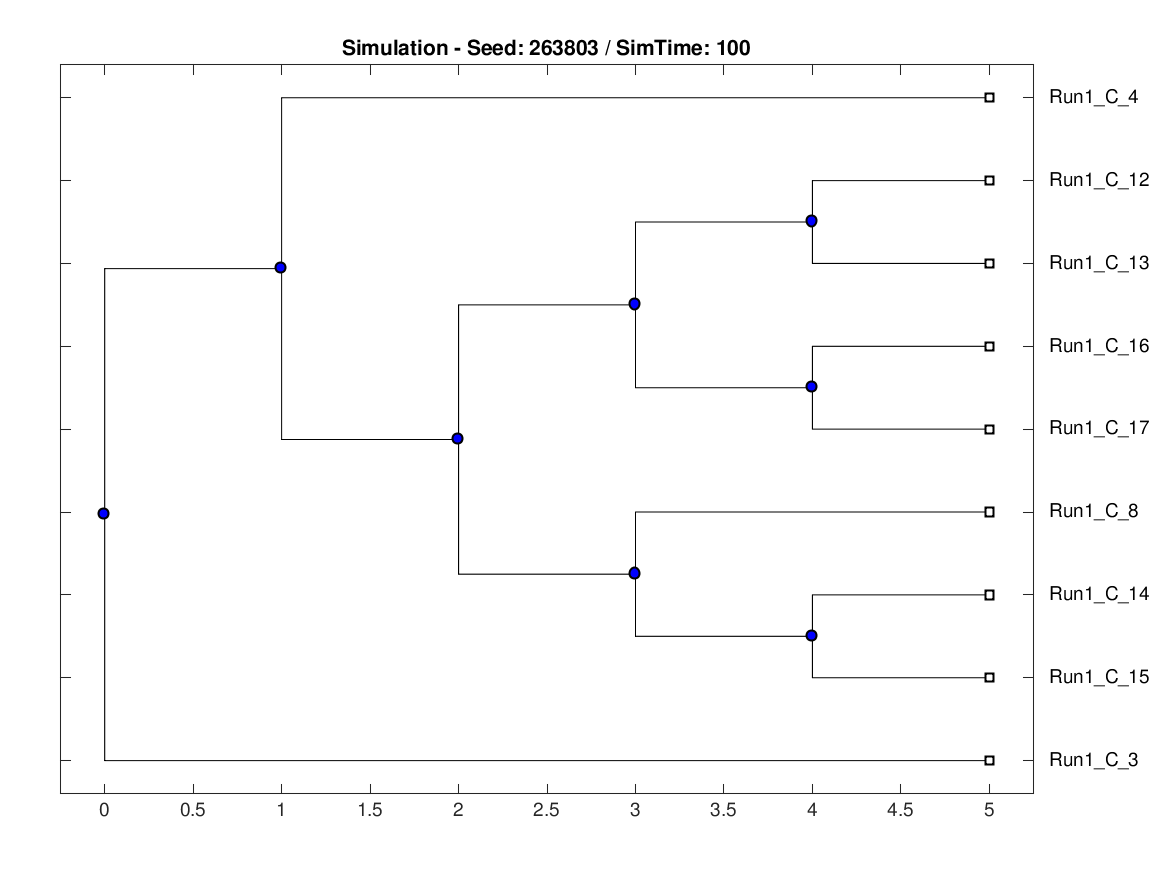 Simulation - Seed: 263803 / SimTime: 100
Run1_C_4
Run1_C_12
Run1_C_13
Run1_C_16
Run1_C_17
Run1_C_8
Run1_C_14
Run1_C_15
Run1_C_3
0 0.5 1 1.5 2 2.5 3 3.5 4 4.5 5